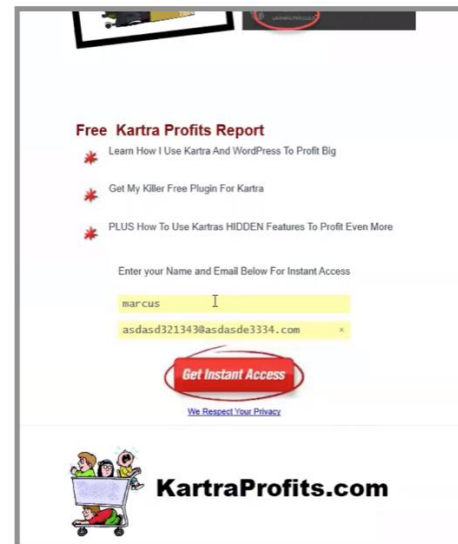 Free Kartra Profits Report
Learn How I Use Kartra And WordPress To Profit Big
Get My Killer Free Plugin For Kartra
PLUS How To Use Kartras HIDDEN Features To Profit Even More
Enter your Name and Email Below For Instant Access
marcus
asdasd321343@asdasde3334.com ×
Get Instant Access
We Respect Your Privacy
KartraProfits.com